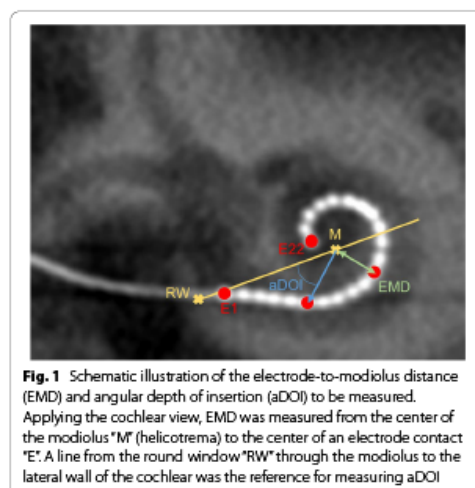 M
E22
RW
E1
aDOI
EMD
Fig. 1 Schematic illustration of the electrode-to-modiolus distance
(EMD) and angular depth of insertion (aDOI) to be measured.
Applying the cochlear view, EMD was measured from the center of
the modiolus "M" (helicotrema) to the center of an electrode contact
"E". A line from the round window "RW" through the modiolus to the
lateral wall of the cochlear was the reference for measuring aDOI